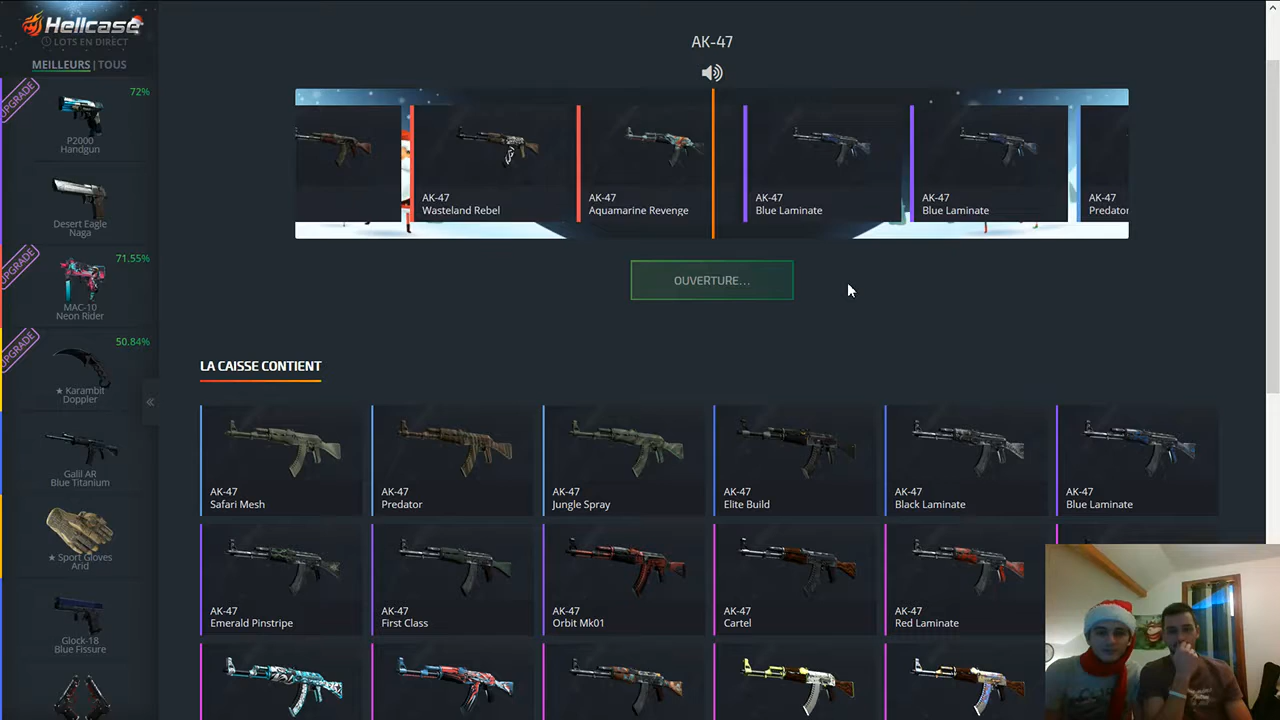 Hellcase
LOTS EN DIRECT
MEILLEURS | TOUS
UPGRADE
72%
P2000
Handgun
Desert Eagle
Naga
UPGRADE
71.55%
MAC-10
Neon Rider
UPGRADE
50.84%
★ Karambit
Doppler
«
Galil AR
Blue Titanium
★ Sport Gloves
Arid
Glock-18
Blue Fissure
AK-47
AK-47
Wasteland Rebel
AK-47
Aquamarine Revenge
AK-47
Blue Laminate
AK-47
Blue Laminate
AK-47
Predator
OUVERTURE...
LA CAISSE CONTIENT
AK-47
Safari Mesh
AK-47
Predator
AK-47
Jungle Spray
AK-47
Elite Build
AK-47
Black Laminate
AK-47
Blue Laminate
AK-47
Emerald Pinstripe
AK-47
First Class
AK-47
Orbit Mk01
AK-47
Cartel
AK-47
Red Laminate